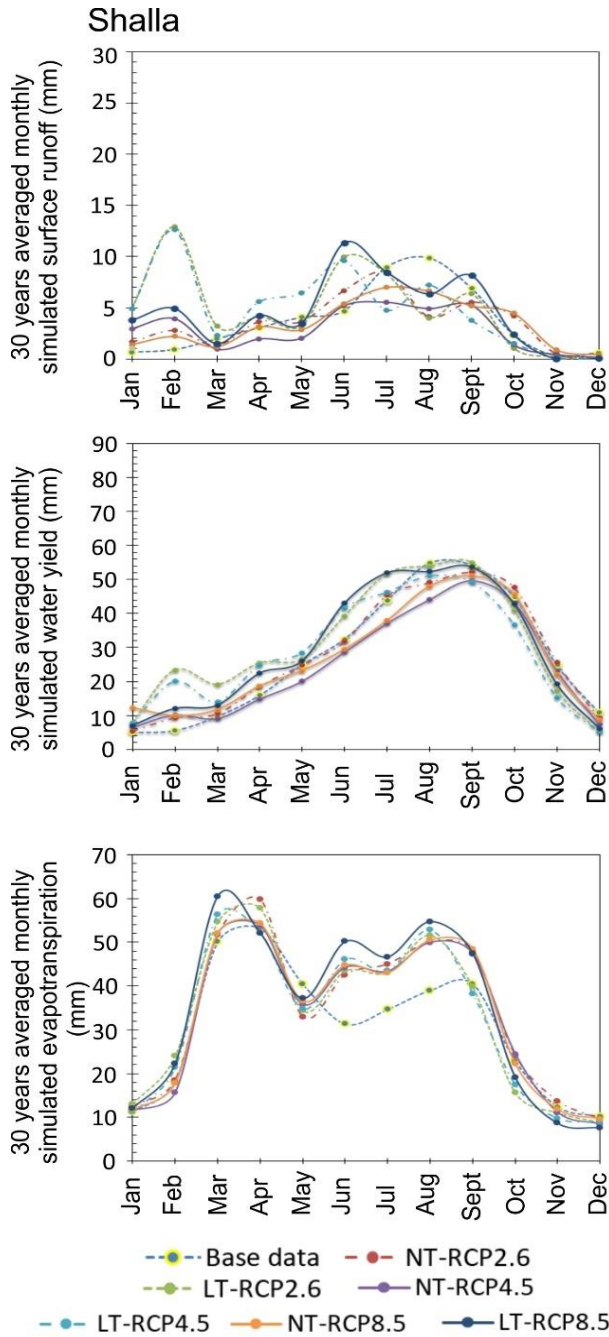 Shalla
30 years averaged monthly
simulated surface runoff (mm)
30
25
20
15
10
5
0
Jan Feb Mar Apr May Jun Jul Aug Sept Oct Nov Dec
30 years averaged monthly
simulated water yield (mm)
90
80
70
60
50
40
30
20
10
0
Jan Feb Mar Apr May Jun Jul Aug Sept Oct Nov Dec
30 years averaged monthly
simulated evapotranspiration
(mm)
70
60
50
40
30
20
10
0
Jan Feb Mar Apr May Jun Jul Aug Sept Oct Nov Dec
Base data NT-RCP2.6
LT-RCP2.6 NT-RCP4.5
LT-RCP4.5 NT-RCP8.5 LT-RCP8.5